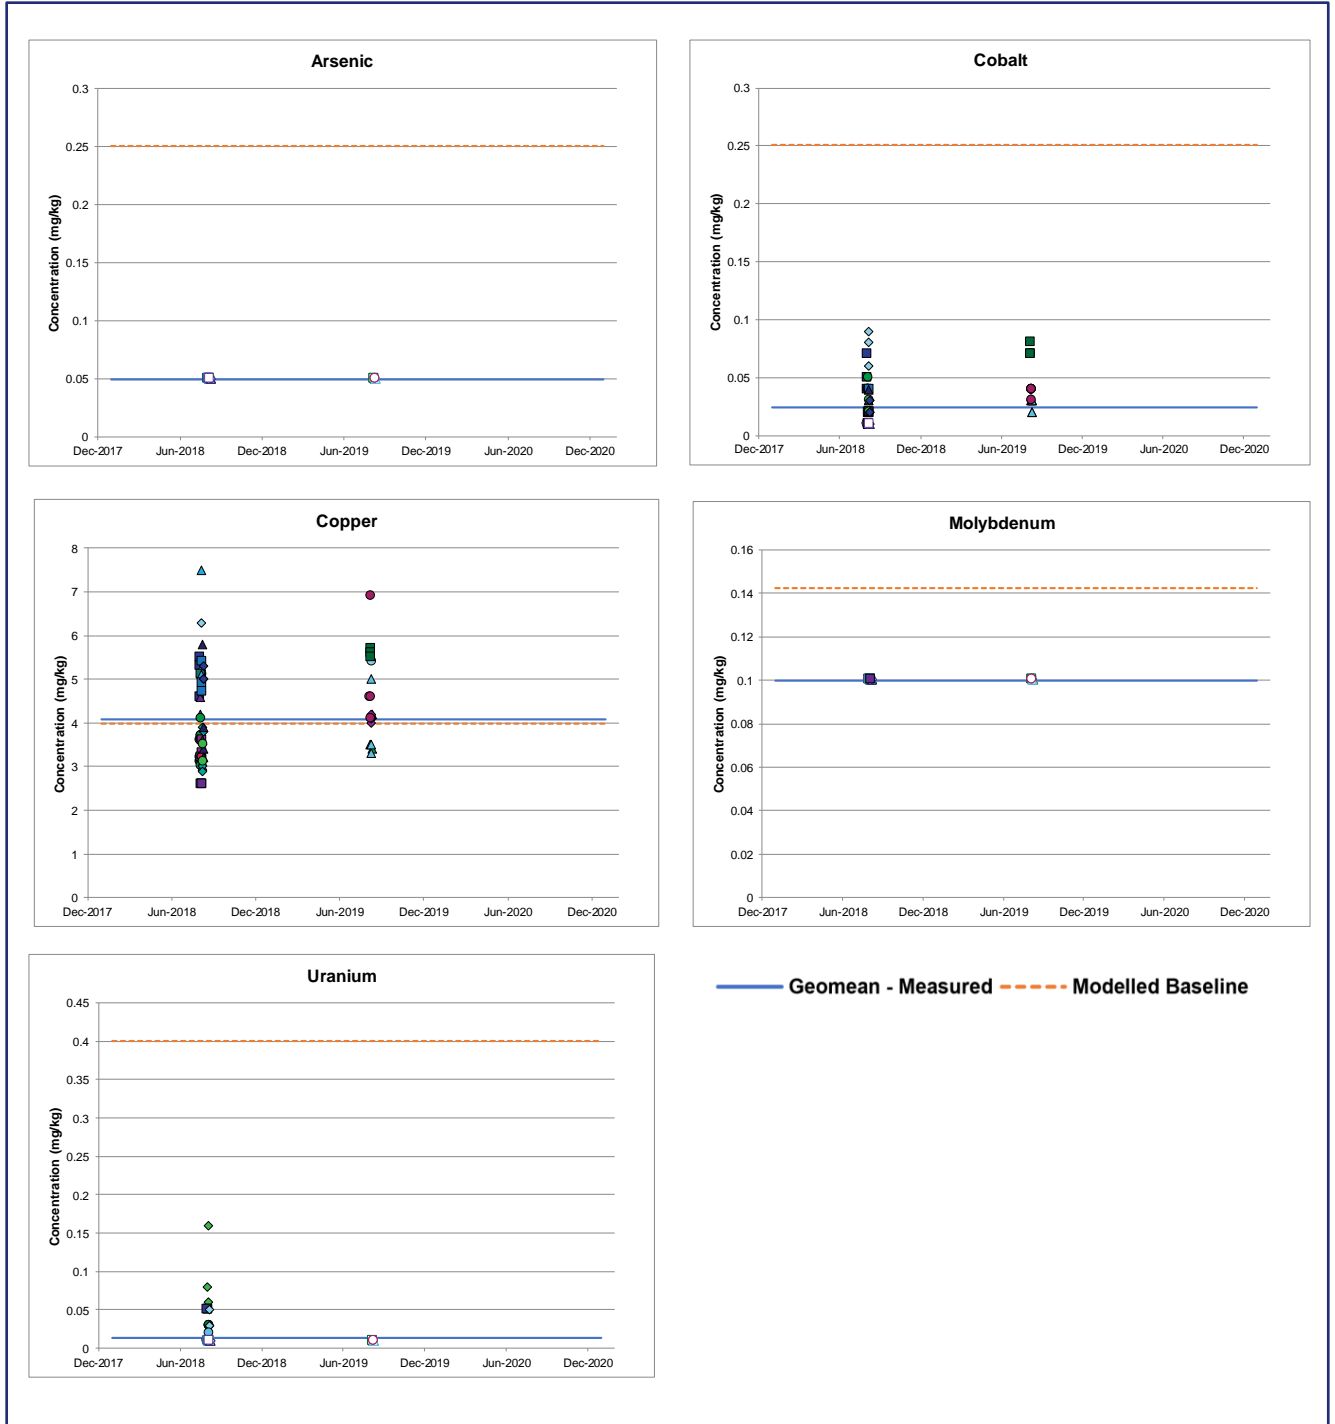 Arsenic
0.3
0.25
0.2
0.15
0.1
0.05
0
Concentration (mg/kg)
Dec-2017 Jun-2018 Dec-2018 Jun-2019 Dec-2019 Jun-2020 Dec-2020
Cobalt
0.3
0.25
0.2
0.15
0.1
0.05
0
Concentration (mg/kg)
Dec-2017 Jun-2018 Dec-2018 Jun-2019 Dec-2019 Jun-2020 Dec-2020
Copper
8
7
6
5
4
3
2
1
0
Concentration (mg/kg)
Dec-2017 Jun-2018 Dec-2018 Jun-2019 Dec-2019 Jun-2020 Dec-2020
Molybdenum
0.16
0.14
0.12
0.1
0.08
0.06
0.04
0.02
0
Concentration (mg/kg)
Dec-2017 Jun-2018 Dec-2018 Jun-2019 Dec-2019 Jun-2020 Dec-2020
Uranium
0.45
0.4
0.35
0.3
0.25
0.2
0.15
0.1
0.05
0
Concentration (mg/kg)
Dec-2017 Jun-2018 Dec-2018 Jun-2019 Dec-2019 Jun-2020 Dec-2020
Geomean - Measured Modelled Baseline